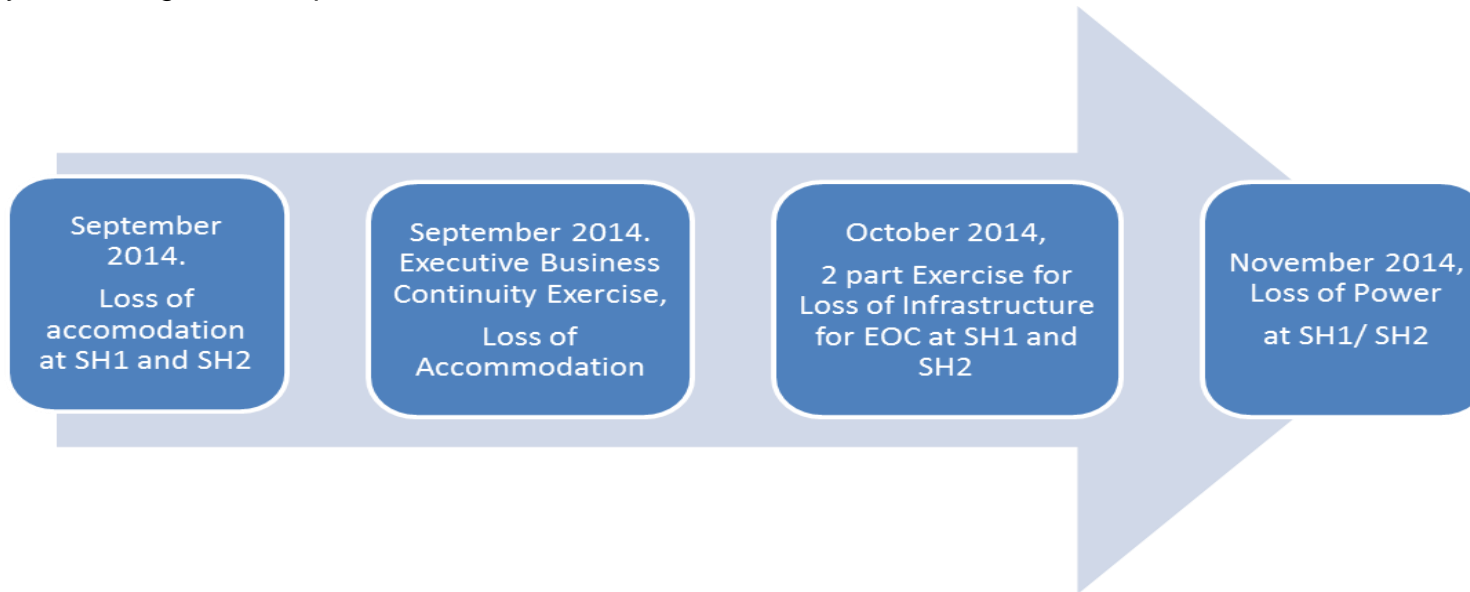 September
2014.
Loss of
accomodation
at SH1 and SH2
September 2014.
Executive Business
Continuity Exercise,
Loss of
Accommodation
October 2014,
2 part Exercise for
Loss of Infrastructure
for EOC at SH1 and
SH2
November 2014,
Loss of Power
at SH1/ SH2